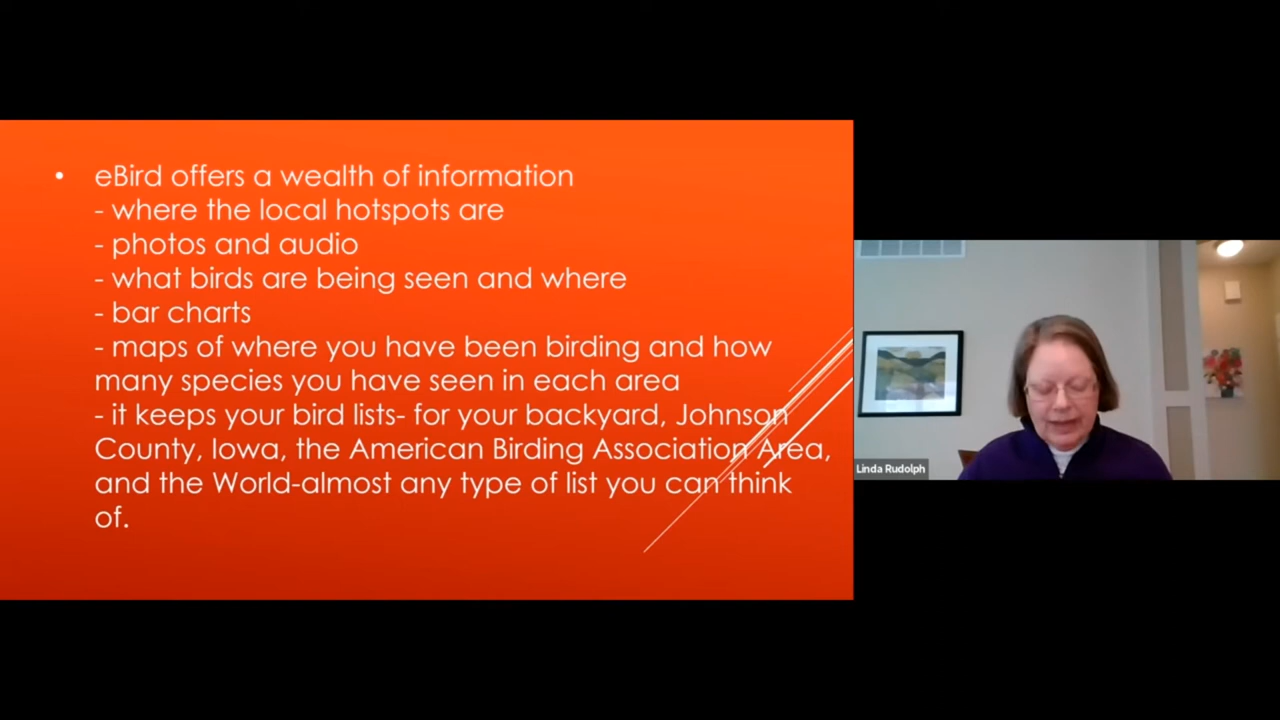 • eBird offers a wealth of information
- where the local hotspots are
- photos and audio
- what birds are being seen and where
- bar charts
- maps of where you have been birding and how
many species you have seen in each area
- it keeps your bird lists- for your backyard, Johnson
County, Iowa, the American Birding Association Area,
and the World-almost any type of list you can think
of.
Linda Rudolph